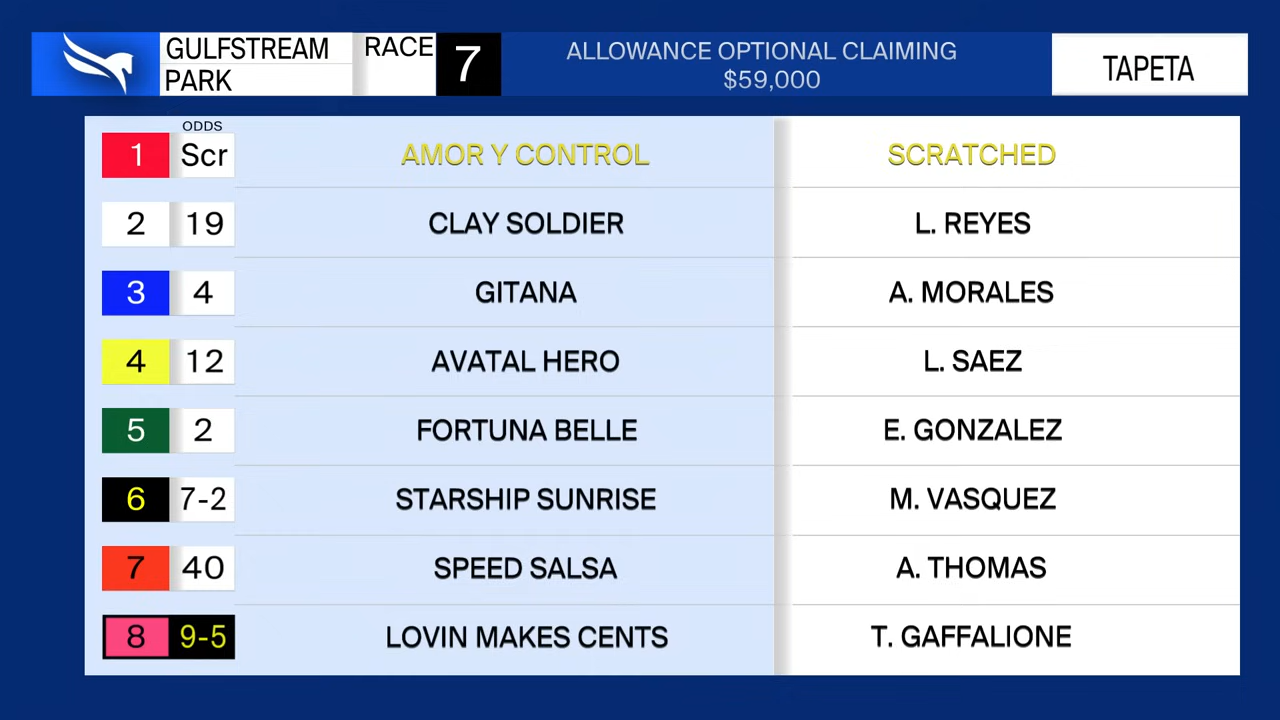 GULFSTREAM PARK
RACE 7
ALLOWANCE OPTIONAL CLAIMING
$59,000
TAPETA
ODDS
1 Scr AMOR Y CONTROL SCRATCHED
2 19 CLAY SOLDIER L. REYES
3 4 GITANA A. MORALES
4 12 AVATAL HERO L. SAEZ
5 2 FORTUNA BELLE E. GONZALEZ
6 7-2 STARSHIP SUNRISE M. VASQUEZ
7 40 SPEED SALSA A. THOMAS
8 9-5 LOVIN MAKES CENTS T. GAFFALIONE